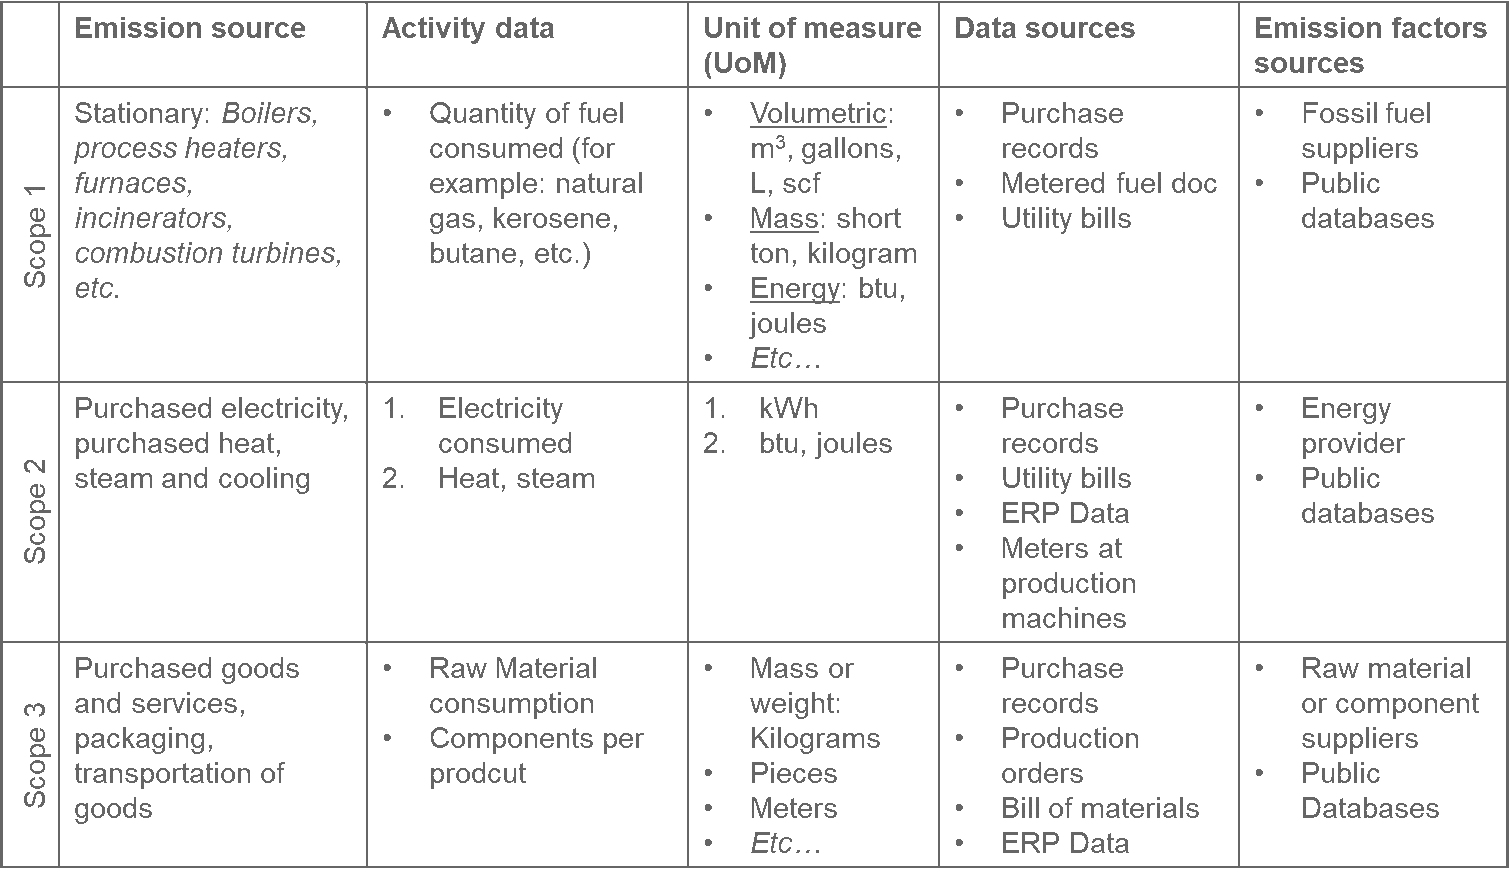 Emission source
Activity data
Unit of measure
(UoM)
Data sources
Emission factors
sources
Scope 1
Stationary: Boilers,
process heaters,
furnaces,
incinerators,
combustion turbines,
etc.
• Quantity of fuel
consumed (for
example: natural
gas, kerosene,
butane, etc.)
• Volumetric:
m³, gallons,
L, scf
• Mass: short
ton, kilogram
• Energy: btu,
joules
• Etc…
• Purchase
records
• Metered fuel doc
• Utility bills
• Fossil fuel
suppliers
• Public
databases
Scope 2
Purchased electricity,
purchased heat,
steam and cooling
1. Electricity
consumed
2. Heat, steam
1. kWh
2. btu, joules
• Purchase
records
• Utility bills
• ERP Data
• Meters at
production
machines
• Energy
provider
• Public
databases
Scope 3
Purchased goods
and services,
packaging,
transportation of
goods
• Raw Material
consumption
• Components per
prodcut
• Mass or
weight:
Kilograms
• Pieces
• Meters
• Etc…
• Purchase
records
• Production
orders
• Bill of materials
• ERP Data
• Raw material
or component
suppliers
• Public
Databases